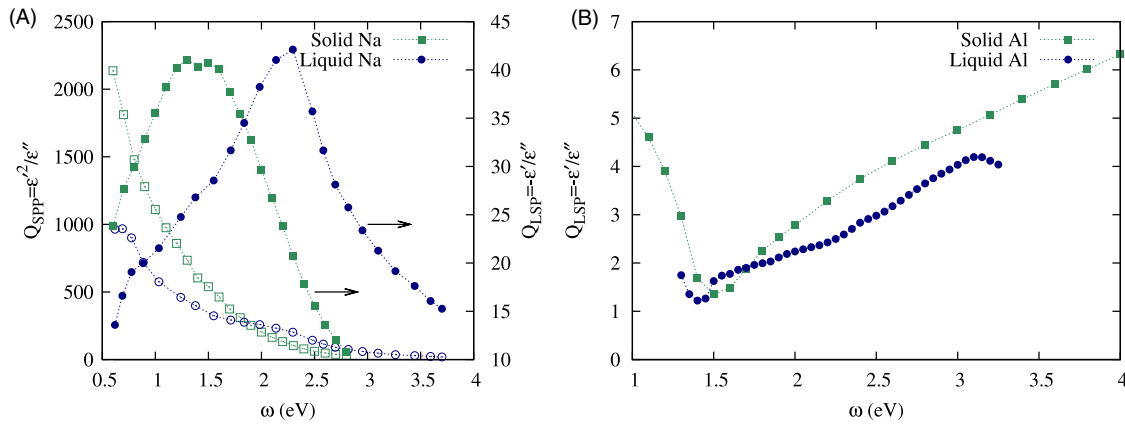 (A)
Solid Na
Liquid Na
Q_SPP=ε'²/ε''
2500
2000
1500
1000
500
0
45
40
35
30
25
20
15
10
Q_LSP=-ε'/ε''
0.5 1 1.5 2 2.5 3 3.5 4
ω (eV)
(B)
Solid Al
Liquid Al
Q_LSP=-ε'/ε''
7
6
5
4
3
2
1
0
1 1.5 2 2.5 3 3.5 4
ω (eV)